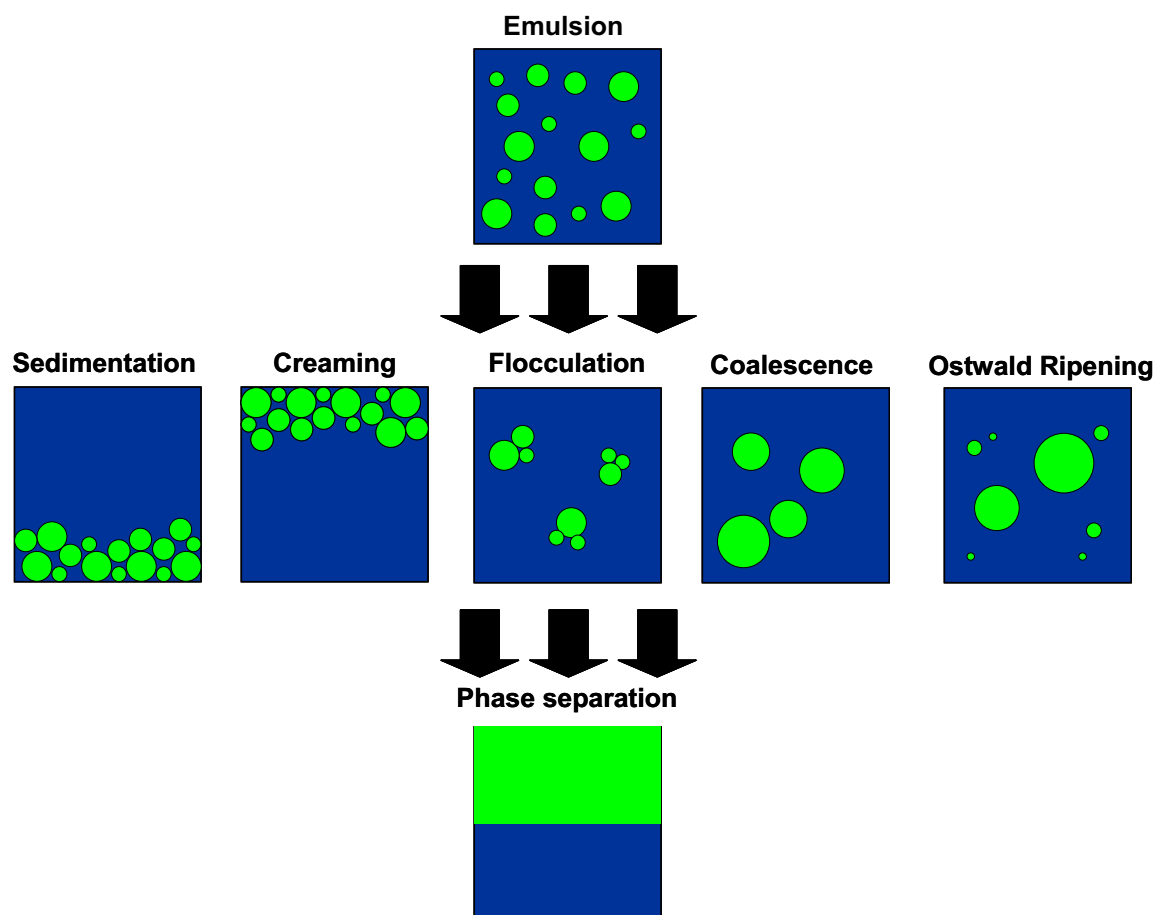 Emulsion
Sedimentation
Creaming
Flocculation
Coalescence
Ostwald Ripening
Phase separation